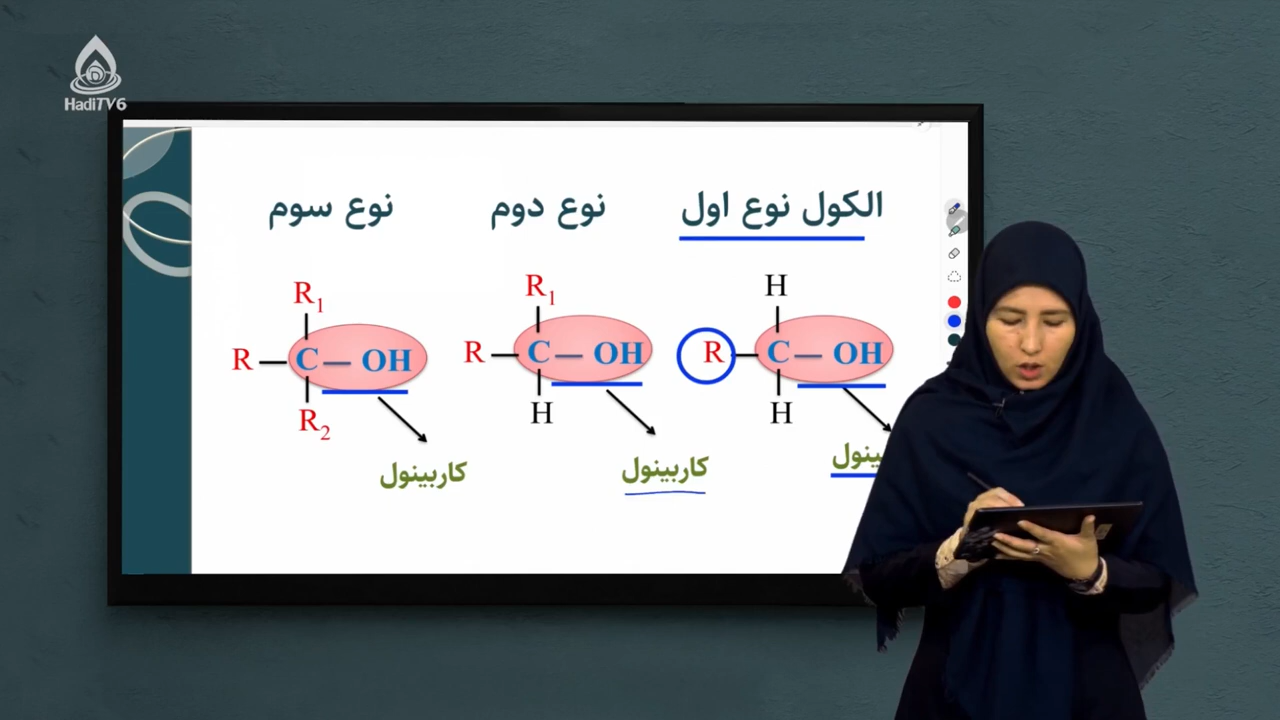 HadiTV6
الکول نوع اول
نوع دوم
نوع سوم
H
R C — OH
H
R1
R C — OH
H
R1
R C — OH
R2
کاربینول
کاربینول